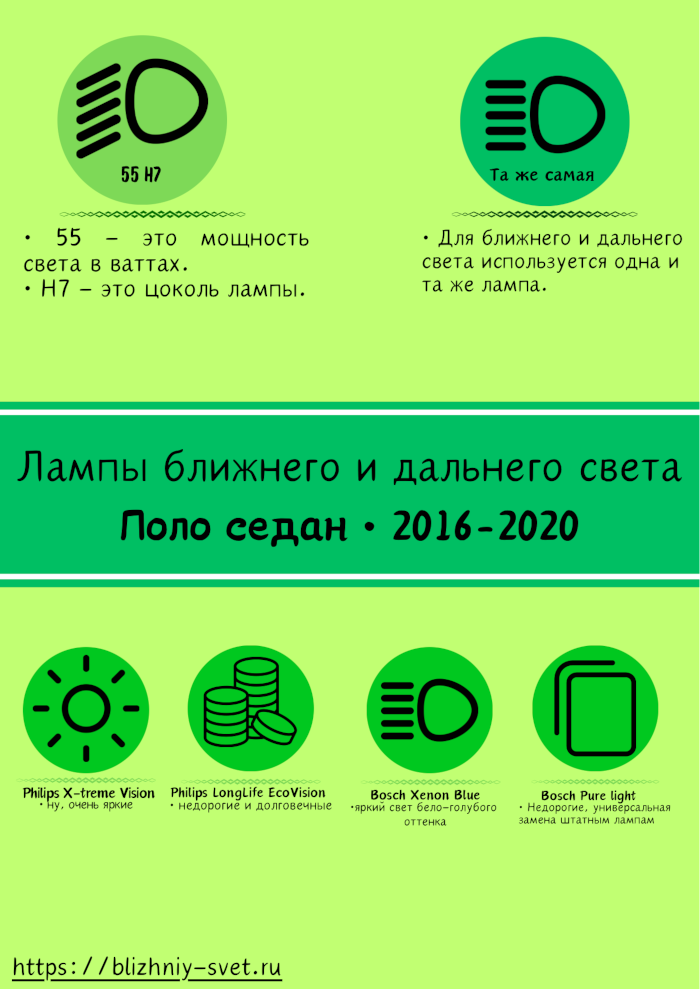 55 H7
• 55 – это мощность
света в ваттах.
• H7 – это цоколь лампы.
Та же самая
• Для ближнего и дальнего
света используется одна и
та же лампа.
Лампы ближнего и дальнего света
Поло седан • 2016-2020
Philips X-treme Vision
• ну, очень яркие
Philips LongLife EcoVision
• недорогие и долговечные
Bosch Xenon Blue
•яркий свет бело-голубого
оттенка
Bosch Pure light
• Недорогие, универсальная
замена штатным лампам
https://blizhniy-svet.ru